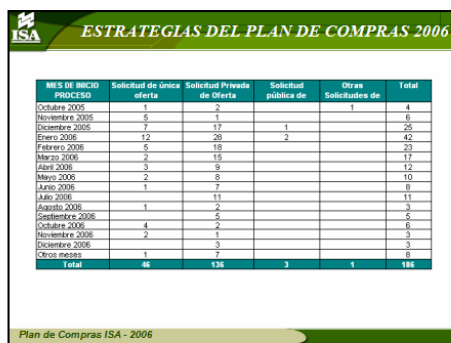 ISA
ESTRATEGIAS DEL PLAN DE COMPRAS 2006
MES DE INICIO PROCESO Solicitud de única oferta Solicitud Privada de Oferta Solicitud pública de Otras Solicitudes de Total
Octubre 2005 1 2 1 4
Noviembre 2005 5 1 6
Diciembre 2005 7 17 1 25
Enero 2006 12 28 2 42
Febrero 2006 5 18 23
Marzo 2006 2 15 17
Abril 2006 3 9 12
Mayo 2006 2 8 10
Junio 2006 1 7 8
Julio 2006 11 11
Agosto 2006 1 2 3
Septiembre 2006 5 5
Octubre 2006 4 2 6
Noviembre 2006 2 1 3
Diciembre 2006 3 3
Otros meses 1 7 8
Total 46 136 3 1 186
Plan de Compras ISA - 2006